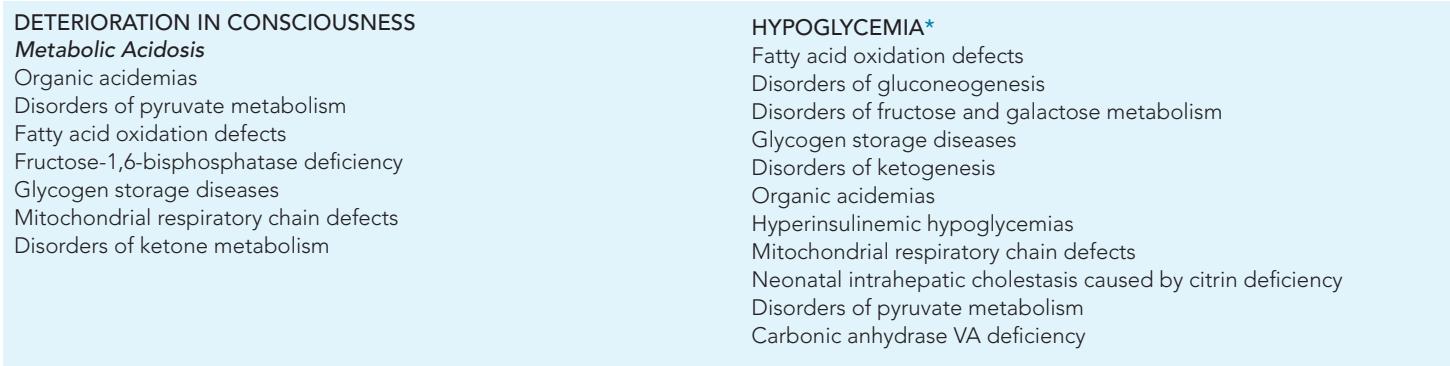 DETERIORATION IN CONSCIOUSNESS
Metabolic Acidosis
Organic acidemias
Disorders of pyruvate metabolism
Fatty acid oxidation defects
Fructose-1,6-bisphosphatase deficiency
Glycogen storage diseases
Mitochondrial respiratory chain defects
Disorders of ketone metabolism
HYPOGLYCEMIA*
Fatty acid oxidation defects
Disorders of gluconeogenesis
Disorders of fructose and galactose metabolism
Glycogen storage diseases
Disorders of ketogenesis
Organic acidemias
Hyperinsulinemic hypoglycemias
Mitochondrial respiratory chain defects
Neonatal intrahepatic cholestasis caused by citrin deficiency
Disorders of pyruvate metabolism
Carbonic anhydrase VA deficiency